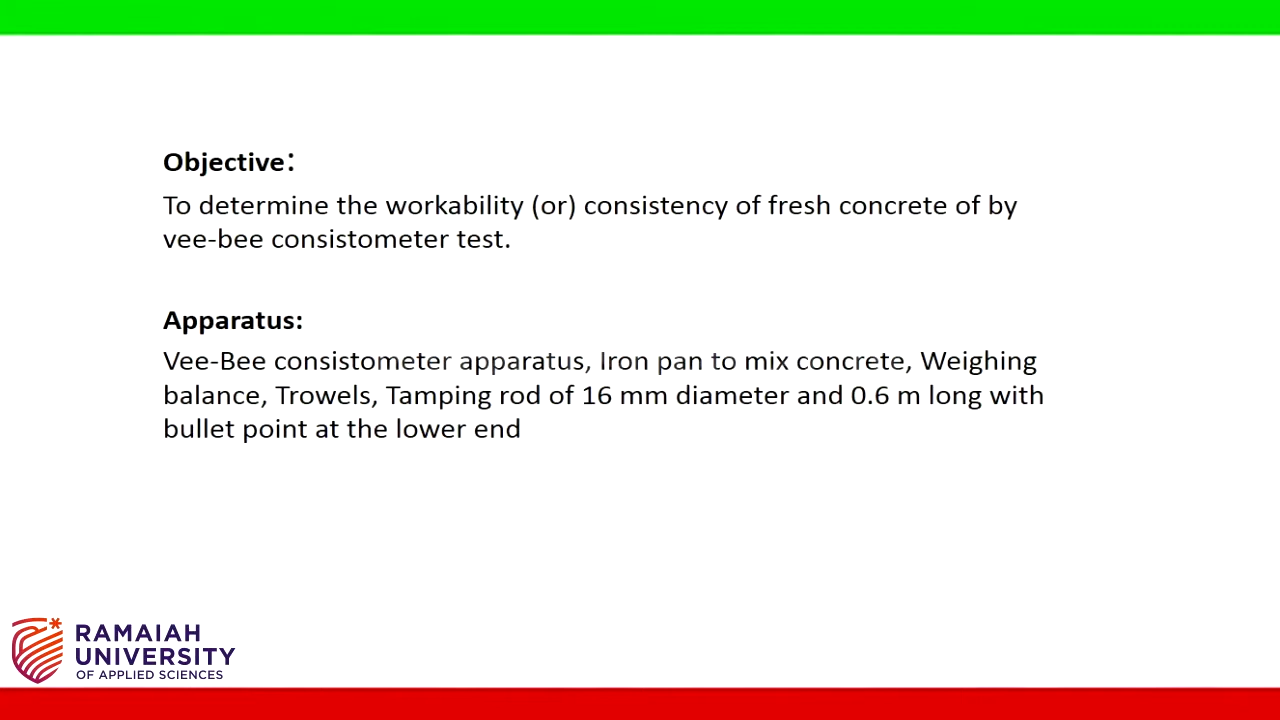 Objective:
To determine the workability (or) consistency of fresh concrete of by
vee-bee consistometer test.
Apparatus:
Vee-Bee consistometer apparatus, Iron pan to mix concrete, Weighing
balance, Trowels, Tamping rod of 16 mm diameter and 0.6 m long with
bullet point at the lower end
RAMAIAH
UNIVERSITY
OF APPLIED SCIENCES